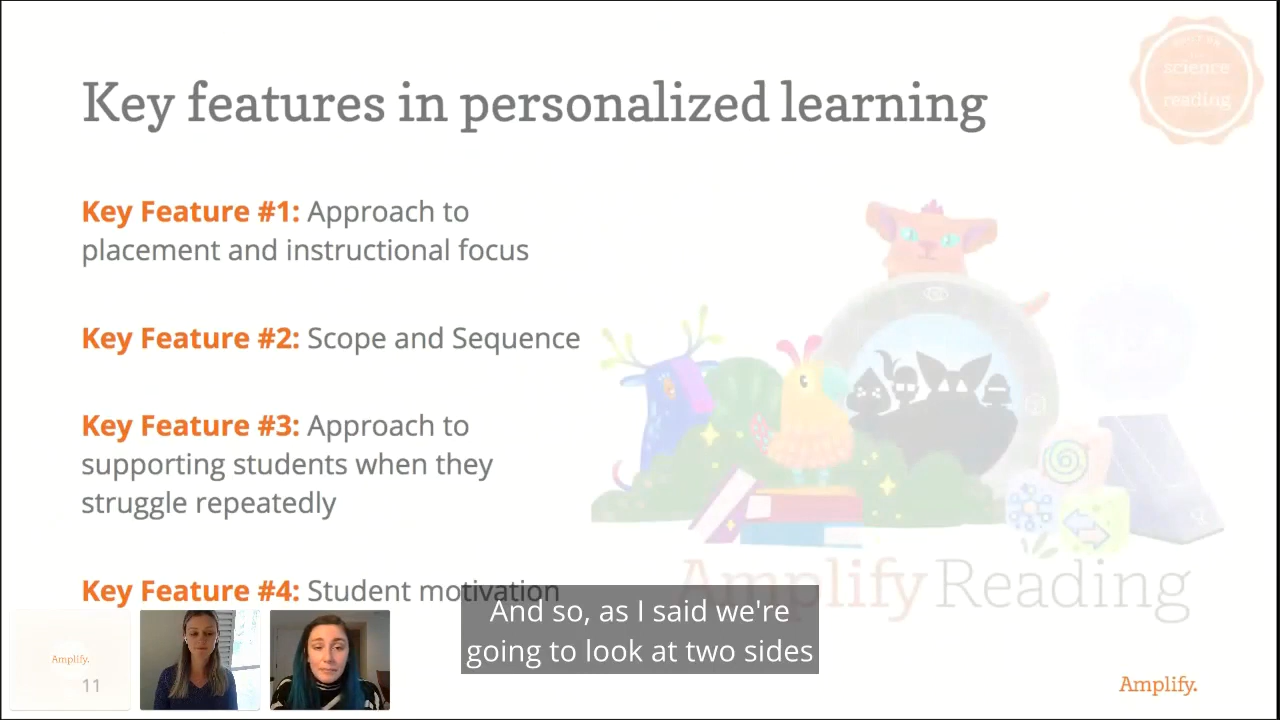 science
reading
Key features in personalized learning
Key Feature #1: Approach to
placement and instructional focus
Key Feature #2: Scope and Sequence
Key Feature #3: Approach to
supporting students when they
struggle repeatedly
Key Feature #4: Student motivation
Amplify Reading
And so, as I said we're
going to look at two sides
Amplify.
11
Amplify.